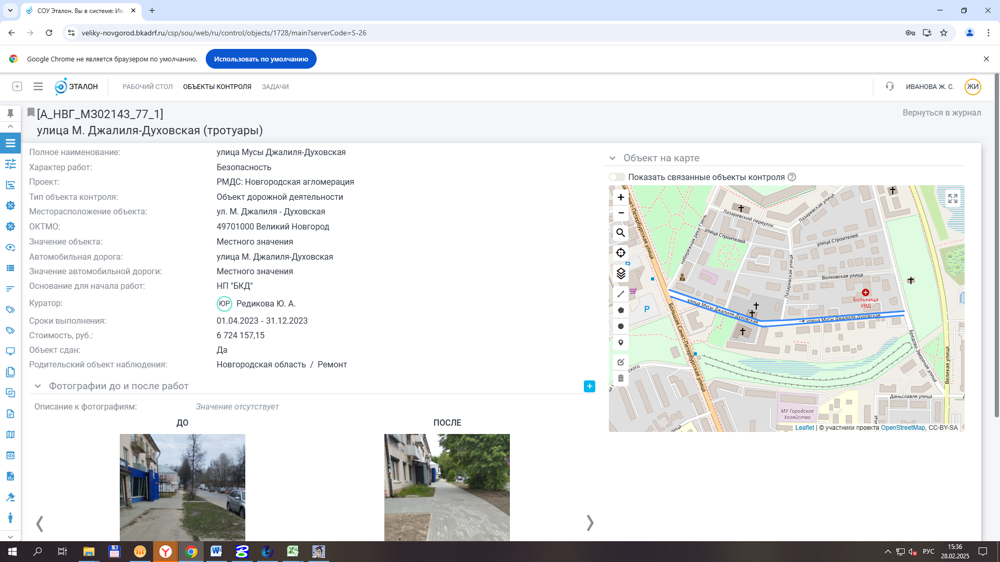 СОУ Эталон. Вы в системе: Ива
veliky-novgorod.bkadrf.ru/csp/sou/web/ru/control/objects/1728/main?serverCode=S-26
Google Chrome не является браузером по умолчанию.
Использовать по умолчанию
ЭТАЛОН
РАБОЧИЙ СТОЛ
ОБЪЕКТЫ КОНТРОЛЯ
ЗАДАЧИ
ИВАНОВА Ж. С.
ЖИ
[А_НВГ_МЗ02143_77_1]
улица М. Джалиля-Духовская (тротуары)
Вернуться в журнал
Полное наименование: улица Мусы Джалиля-Духовская
Характер работ: Безопасность
Проект: РМДС: Новгородская агломерация
Тип объекта контроля: Объект дорожной деятельности
Месторасположение объекта: ул. М. Джалиля - Духовская
ОКТМО: 49701000 Великий Новгород
Значение объекта: Местного значения
Автомобильная дорога: улица М. Джалиля-Духовская
Значение автомобильной дороги: Местного значения
Основание для начала работ: НП "БКД"
Куратор: ЮР Редикова Ю. А.
Сроки выполнения: 01.04.2023 - 31.12.2023
Стоимость, руб.: 6 724 157,15
Объект сдан: Да
Родительский объект наблюдения: Новгородская область / Ремонт
Фотографии до и после работ
Описание к фотографиям: Значение отсутствует
ДО
ПОСЛЕ
Объект на карте
Показать связанные объекты контроля
Санкт-Петербургская улица
набережная реки Гзень
Лазаревский переулок
Лазаревская улица
улица Строителей
улица Строителей
Лазаревская улица
Волховская улица
Больница
УВД
P
P
улица Мусы Джалиля-Духовская
улица Мусы Джалиля-Духовская
Большая Санкт-Петербургская улица
Бредова-Звериная улица
Великая улица
Даньславля улица
МУ Городское
Хозяйство
Leaflet | © участники проекта OpenStreetMap, CC-BY-SA
РУС
15:36
28.02.2025